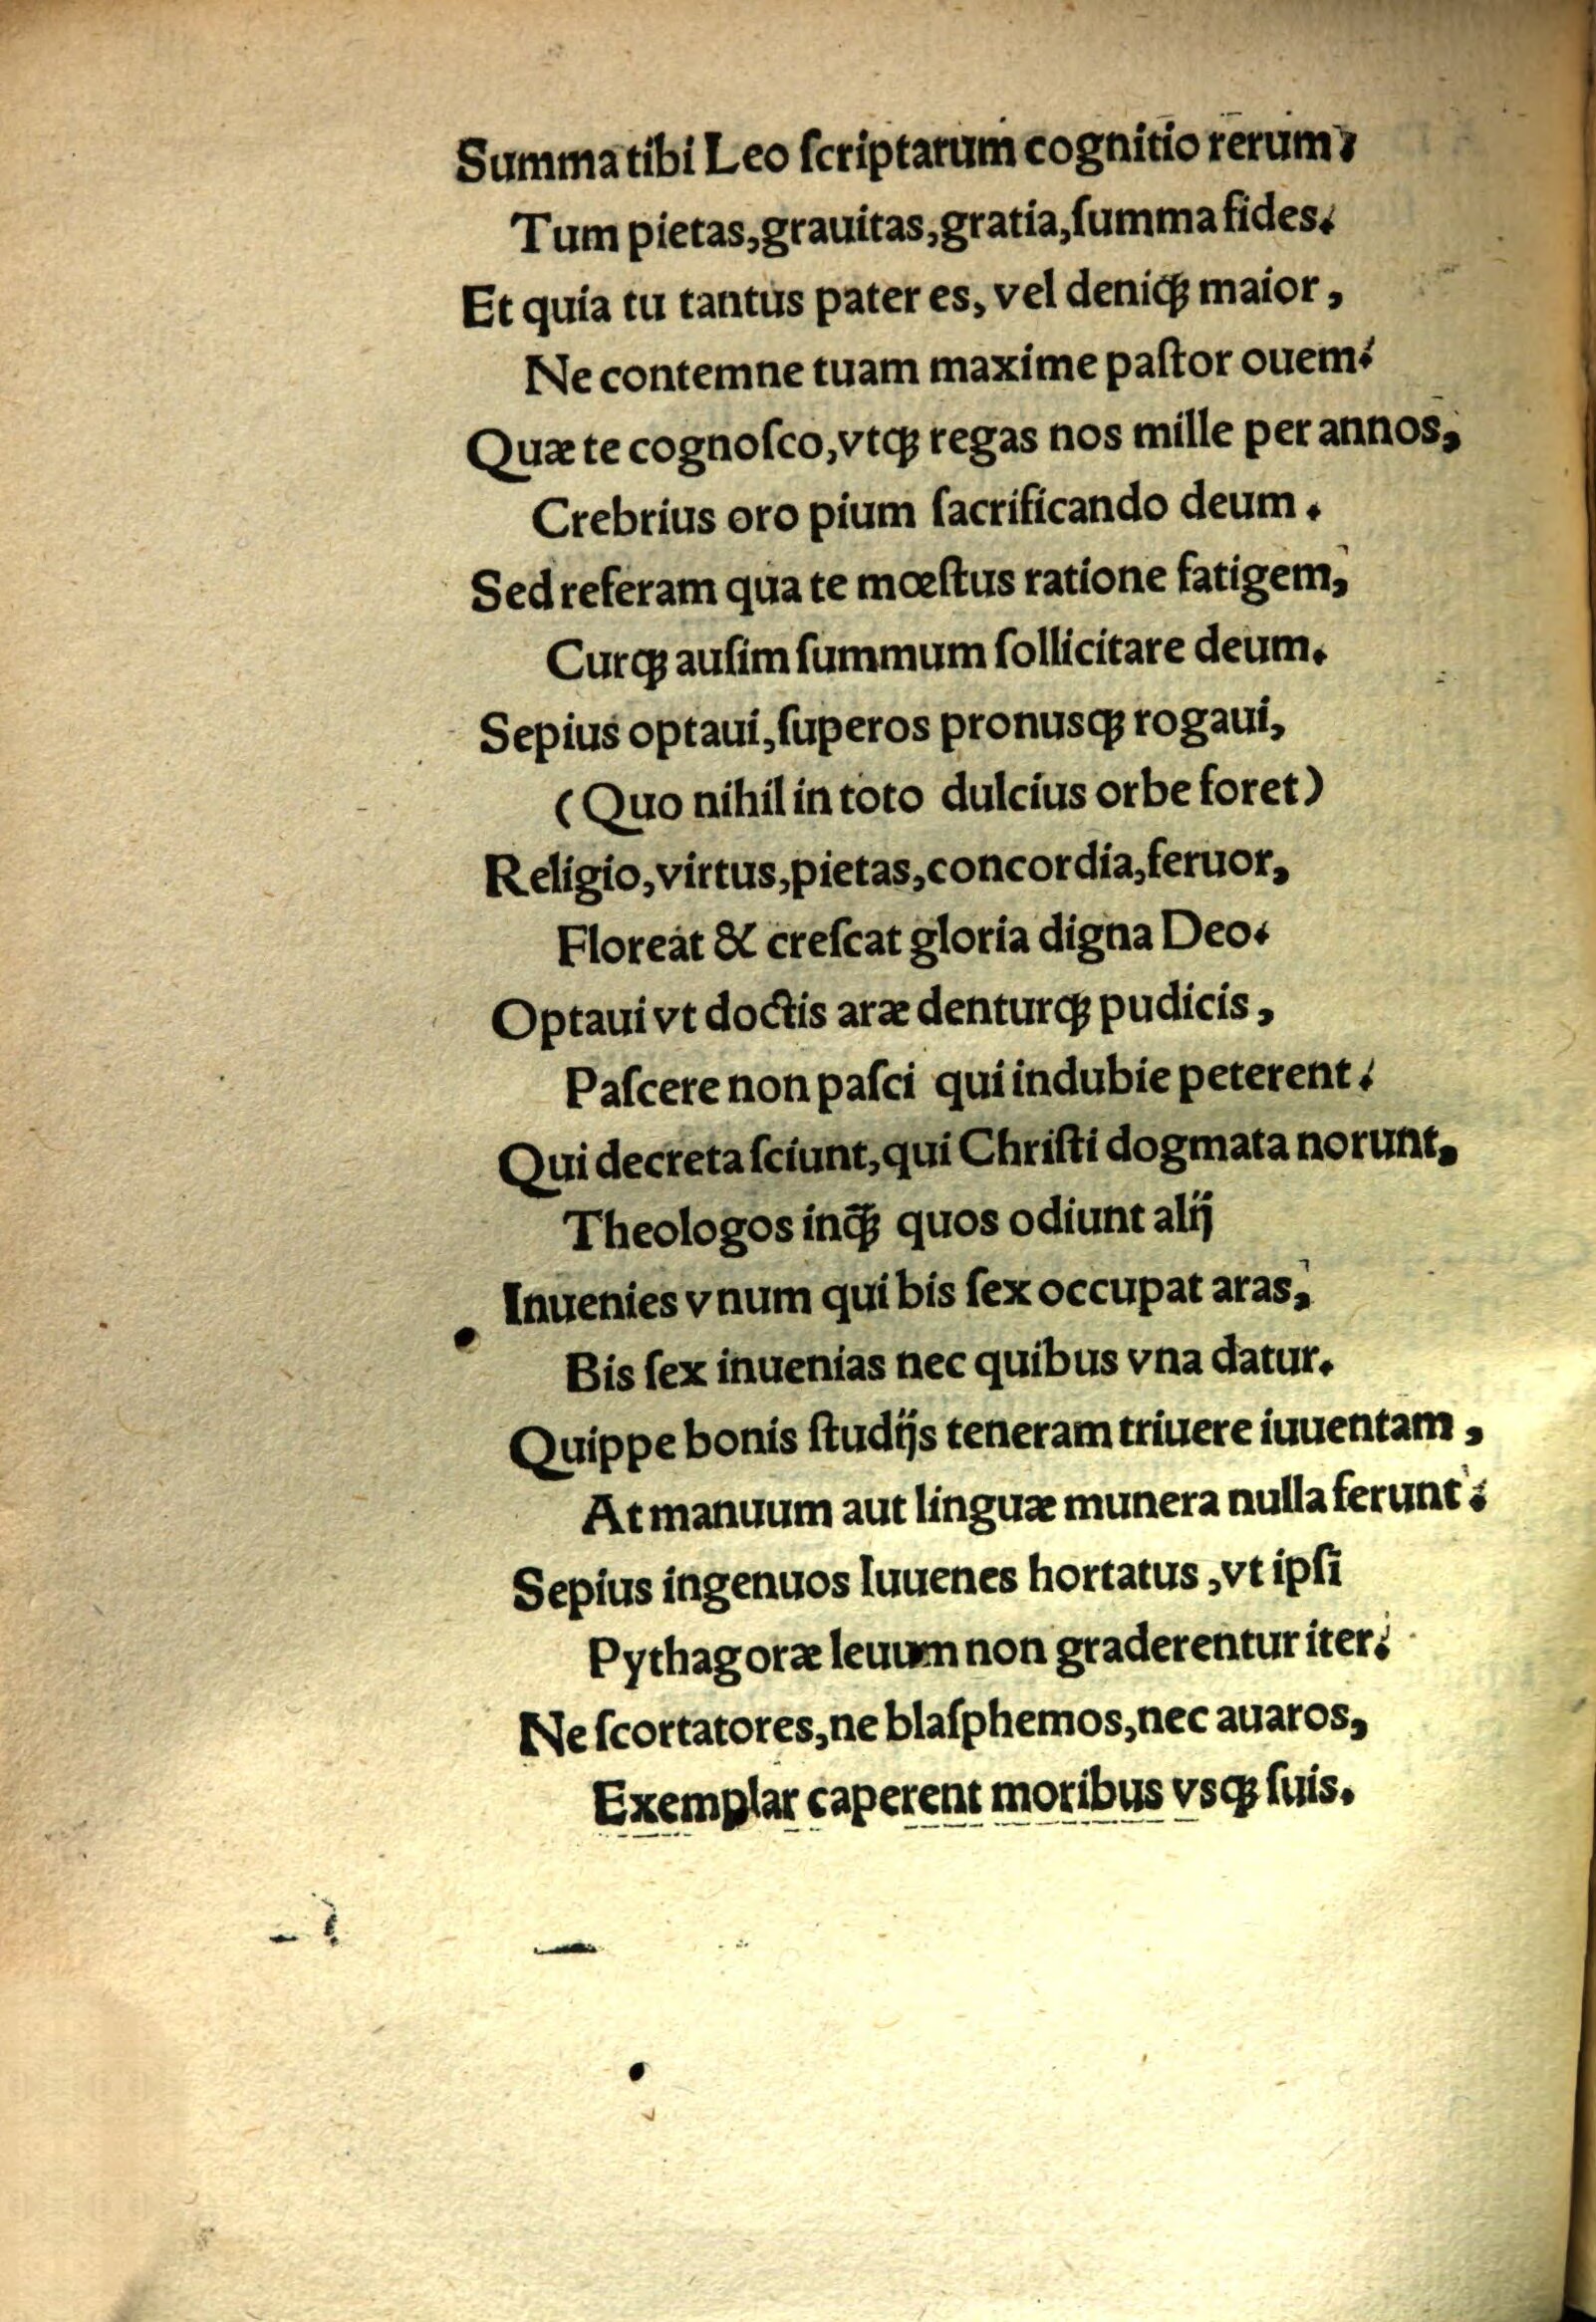 Summa tibi Leo ſcriptarum cognitio rerum,
Tum pietas,grauitas,gratia,ſumma fides.
Et quia tu tantus pater es, vel deniqꝫ maior ,
Ne contemne tuam maxime paſtor ouem.
Quæ te cognoſco,vtqꝫ regas nos mille per annos,
Crebrius oro pium ſacrificando deum .
Sed referam qua te mœſtus ratione fatigem,
Curqꝫ auſim ſummum ſollicitare deum.
Sepius optaui,ſuperos pronusqꝫ rogaui,
(Quo nihil in toto dulcius orbe foret)
Religio,virtus,pietas,concordia,feruor,
Floreat & creſcat gloria digna Deo.
Optaui vt doctis aræ denturqꝫ pudicis ,
Paſcere non paſci qui indubie peterent .
Qui decreta ſciunt,qui Chriſti dogmata norunt,
Theologos inq̃ꝫ quos odiunt alij
Inuenies vnum qui bis ſex occupat aras,
Bis ſex inuenias nec quibus vna datur.
Quippe bonis ſtudijs teneram triuere iuuentam ,
At manuum aut linguæ munera nulla ferunt .
Sepius ingenuos Iuuenes hortatus ,vt ipſi
Pythagoræ leuum non graderentur iter.
Ne ſcortatores,ne blaſphemos,nec auaros,
Exemplar caperent moribus vsqꝫ ſuis.